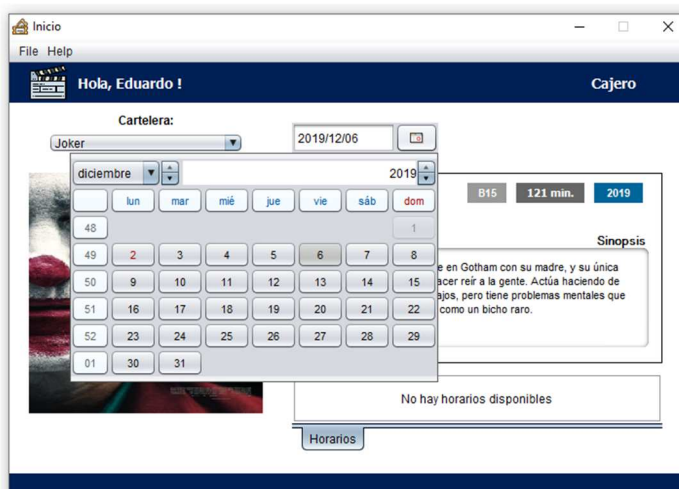 Inicio
File Help
Hola, Eduardo !
Cajero
Cartelera:
Joker
2019/12/06
diciembre
2019
lun mar mié jue vie sáb dom
48 1
49 2 3 4 5 6 7 8
50 9 10 11 12 13 14 15
51 16 17 18 19 20 21 22
52 23 24 25 26 27 28 29
01 30 31
B15 121 min. 2019
Sinopsis
e en Gotham con su madre, y su única
acer reír a la gente. Actúa haciendo de
ajos, pero tiene problemas mentales que
como un bicho raro.
No hay horarios disponibles
Horarios